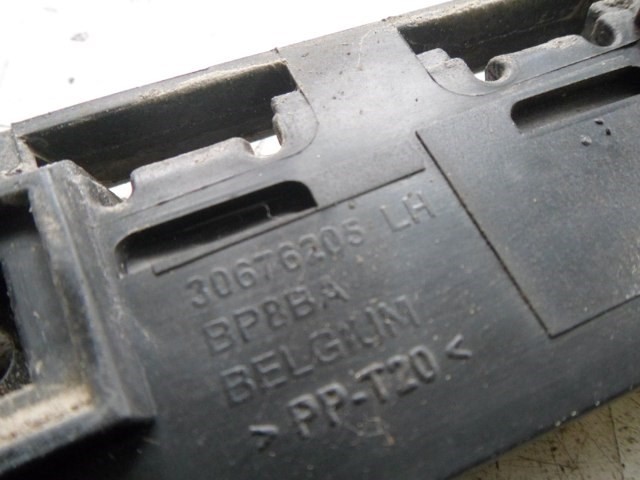 30676205 LH
BP8BA
BELGIUM
> PP-T20 <